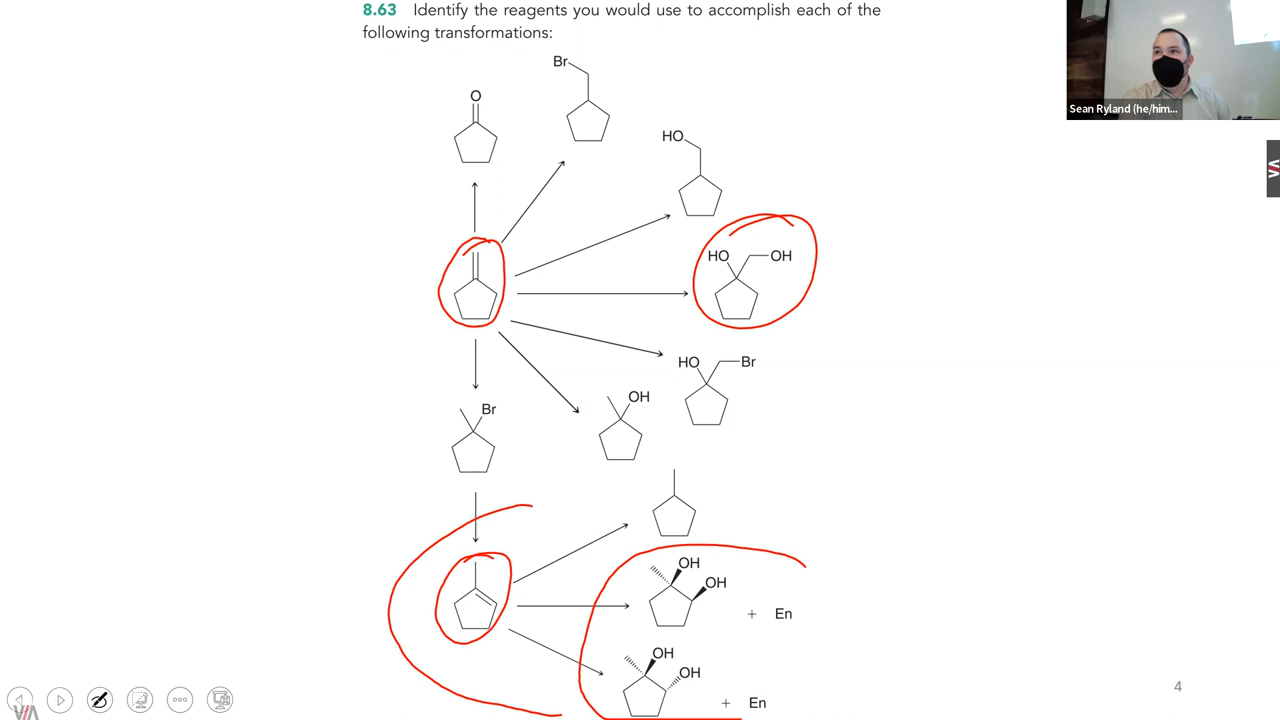 8.63 Identify the reagents you would use to accomplish each of the
following transformations:
Br
O
HO
HO OH
HO Br
OH
Br
OH
OH
+ En
OH
OH
+ En
4
Sean Ryland (he/him...